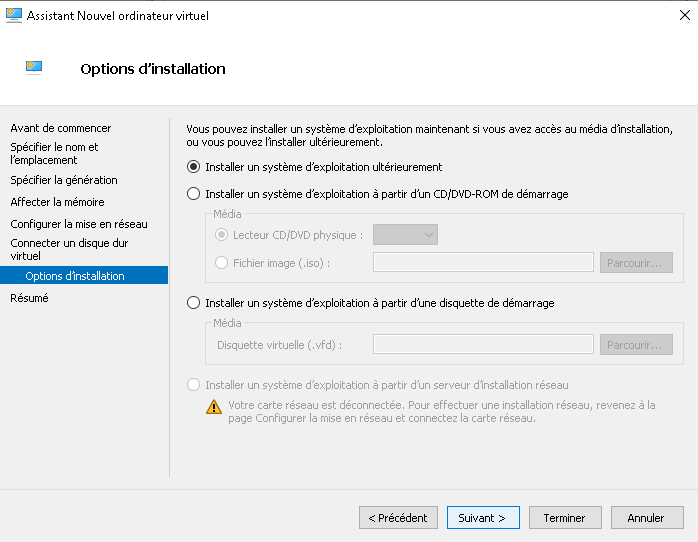 Assistant Nouvel ordinateur virtuel
Options d'installation
Avant de commencer
Spécifier le nom et
l'emplacement
Spécifier la génération
Affecter la mémoire
Configurer la mise en réseau
Connecter un disque dur
virtuel
Options d'installation
Résumé
Vous pouvez installer un système d'exploitation maintenant si vous avez accès au média d'installation,
ou vous pouvez l'installer ultérieurement.
Installer un système d'exploitation ultérieurement
Installer un système d'exploitation à partir d'un CD/DVD-ROM de démarrage
Média
Lecteur CD/DVD physique :
Fichier image (.iso) :
Parcourir...
Installer un système d'exploitation à partir d'une disquette de démarrage
Média
Disquette virtuelle (.vfd) :
Parcourir...
Installer un système d'exploitation à partir d'un serveur d'installation réseau
Votre carte réseau est déconnectée. Pour effectuer une installation réseau, revenez à la
page Configurer la mise en réseau et connectez la carte réseau.
< Précédent
Suivant >
Terminer
Annuler